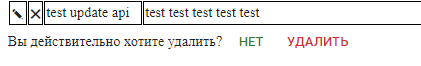 test update api test test test test test
Вы действительно хотите удалить? НЕТ УДАЛИТЬ